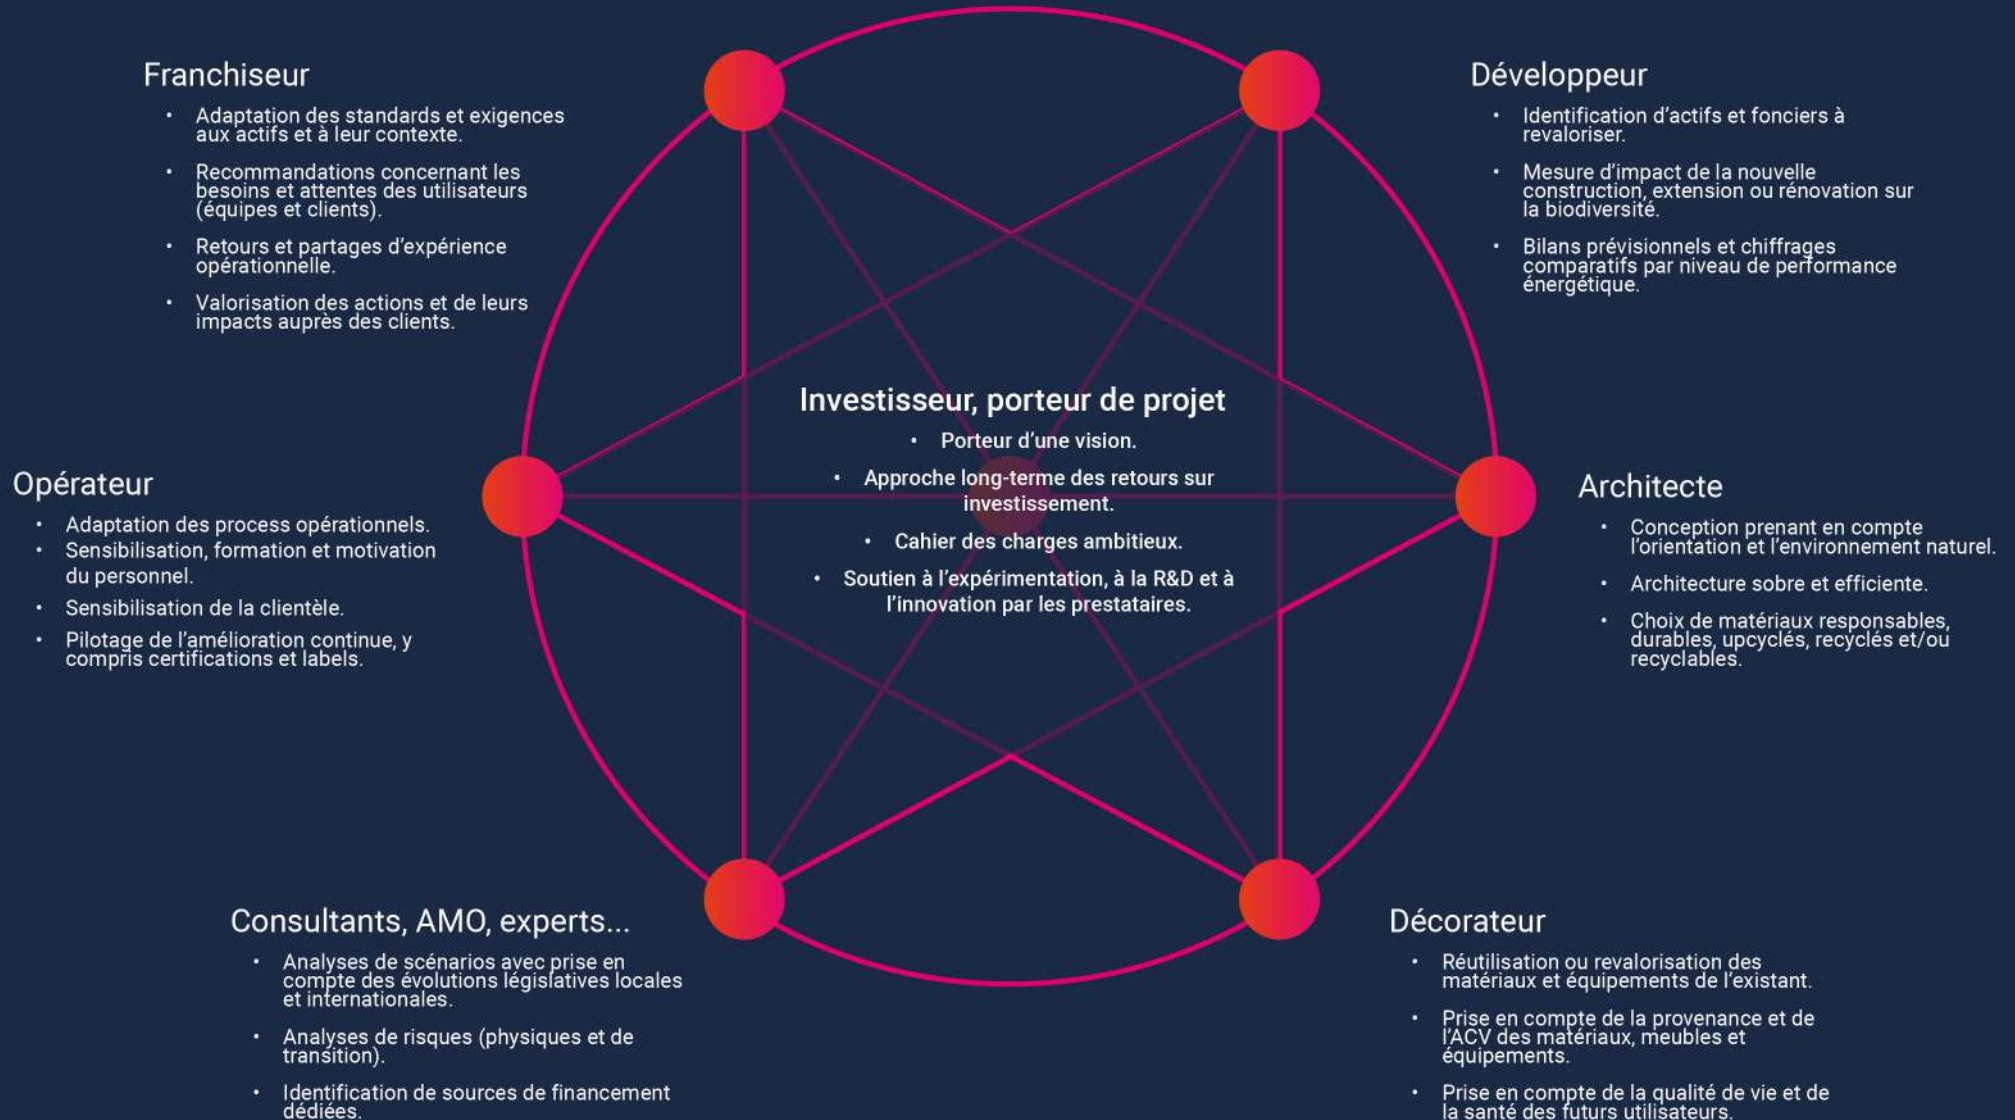 Franchiseur
• Adaptation des standards et exigences
aux actifs et à leur contexte.
• Recommandations concernant les
besoins et attentes des utilisateurs
(équipes et clients).
• Retours et partages d'expérience
opérationnelle.
• Valorisation des actions et de leurs
impacts auprès des clients.
Développeur
• Identification d'actifs et fonciers à
revaloriser.
• Mesure d'impact de la nouvelle
construction, extension ou rénovation sur
la biodiversité.
• Bilans prévisionnels et chiffrages
comparatifs par niveau de performance
énergétique.
Investisseur, porteur de projet
• Porteur d'une vision.
• Approche long-terme des retours sur
investissement.
• Cahier des charges ambitieux.
• Soutien à l'expérimentation, à la R&D et à
l'innovation par les prestataires.
Opérateur
• Adaptation des process opérationnels.
• Sensibilisation, formation et motivation
du personnel.
• Sensibilisation de la clientèle.
• Pilotage de l'amélioration continue, y
compris certifications et labels.
Architecte
• Conception prenant en compte
l'orientation et l'environnement naturel.
• Architecture sobre et efficiente.
• Choix de matériaux responsables,
durables, upcyclés, recyclés et/ou
recyclables.
Consultants, AMO, experts...
• Analyses de scénarios avec prise en
compte des évolutions législatives locales
et internationales.
• Analyses de risques (physiques et de
transition).
• Identification de sources de financement
dédiées.
Décorateur
• Réutilisation ou revalorisation des
matériaux et équipements de l'existant.
• Prise en compte de la provenance et de
l'ACV des matériaux, meubles et
équipements.
• Prise en compte de la qualité de vie et de
la santé des futurs utilisateurs.